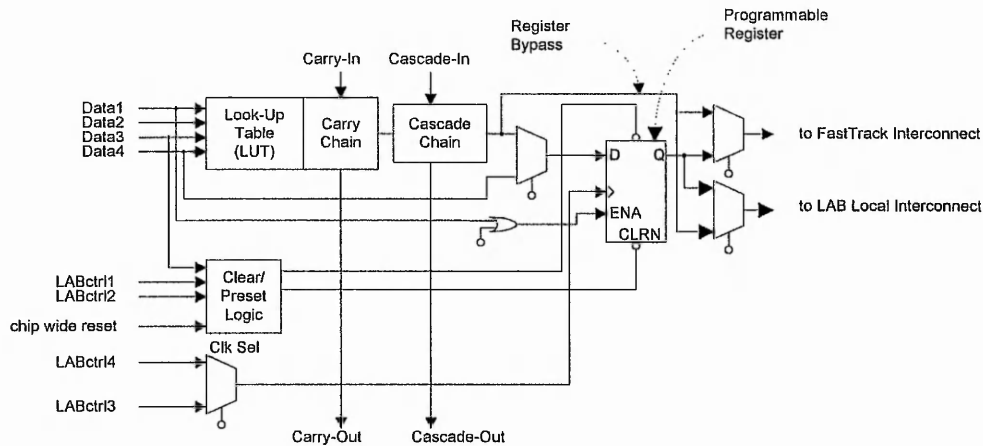 Programmable
Register
Register
Bypass
Carry-In
Cascade-In
Data1
Data2
Data3
Data4
Look-Up
Table
(LUT)
Carry
Chain
Cascade
Chain
D
Q
ENA
CLRN
to FastTrack Interconnect
to LAB Local Interconnect
LABctrl1
LABctrl2
chip wide reset
Clear/
Preset
Logic
Clk Sel
LABctrl4
LABctrl3
Carry-Out
Cascade-Out